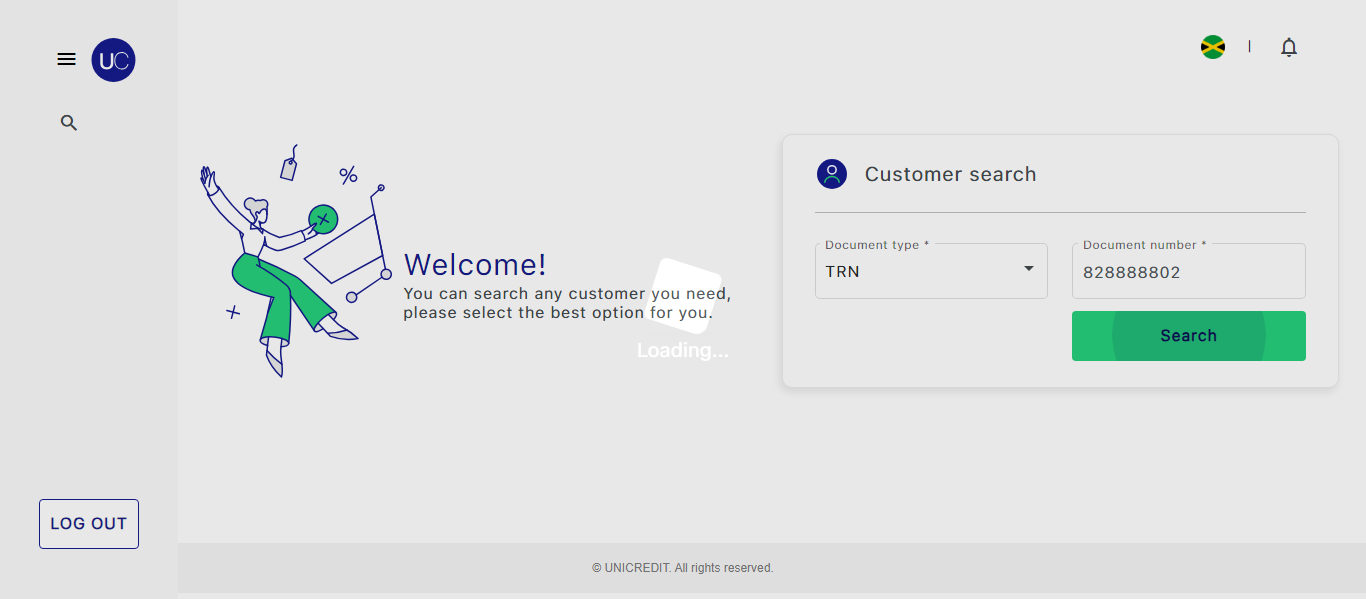 UC
Customer search
Document type *
TRN
Document number *
828888802
Search
Welcome!
You can search any customer you need,
please select the best option for you.
Loading...
LOG OUT
© UNICREDIT. All rights reserved.